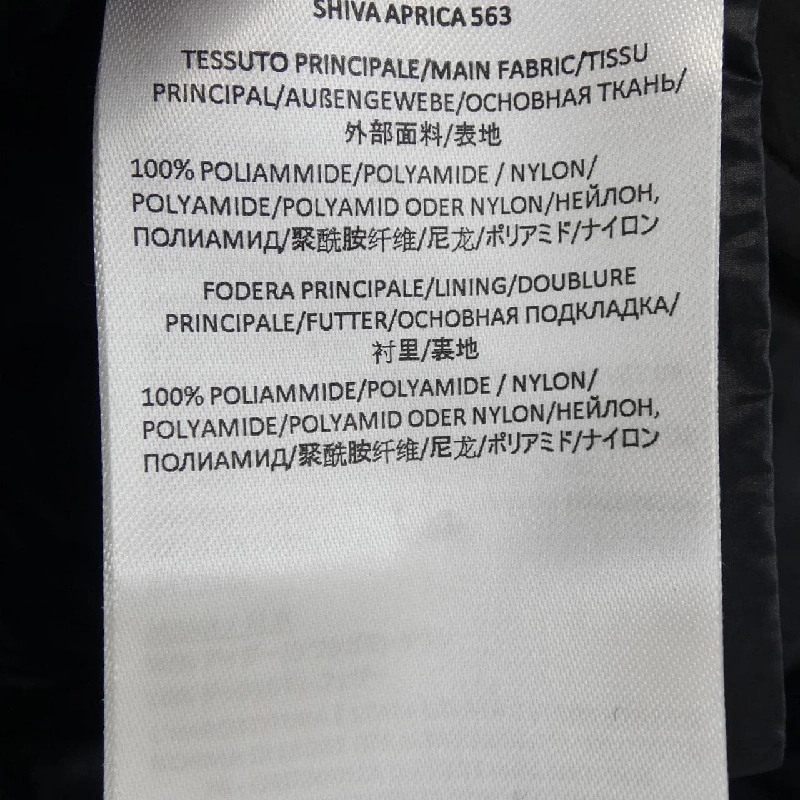 SHIVA APRICA 563
TESSUTO PRINCIPALE/MAIN FABRIC/TISSU
PRINCIPAL/AUßENGEWEBE/ОСНОВНАЯ ТКАНЬ/
外部面料/表地
100% POLIAMMIDE/POLYAMIDE / NYLON/
POLYAMIDE/POLYAMID ODER NYLON/НЕЙЛОН,
ПОЛИАМИД/聚酰胺纤维/尼龙/ポリアミド/ナイロン
FODERA PRINCIPALE/LINING/DOUBLURE
PRINCIPALE/FUTTER/ОСНОВНАЯ ПОДКЛАДКА/
衬里/裏地
100% POLIAMMIDE/POLYAMIDE / NYLON/
POLYAMIDE/POLYAMID ODER NYLON/НЕЙЛОН,
ПОЛИАМИД/聚酰胺纤维/尼龙/ポリアミド/ナイロン